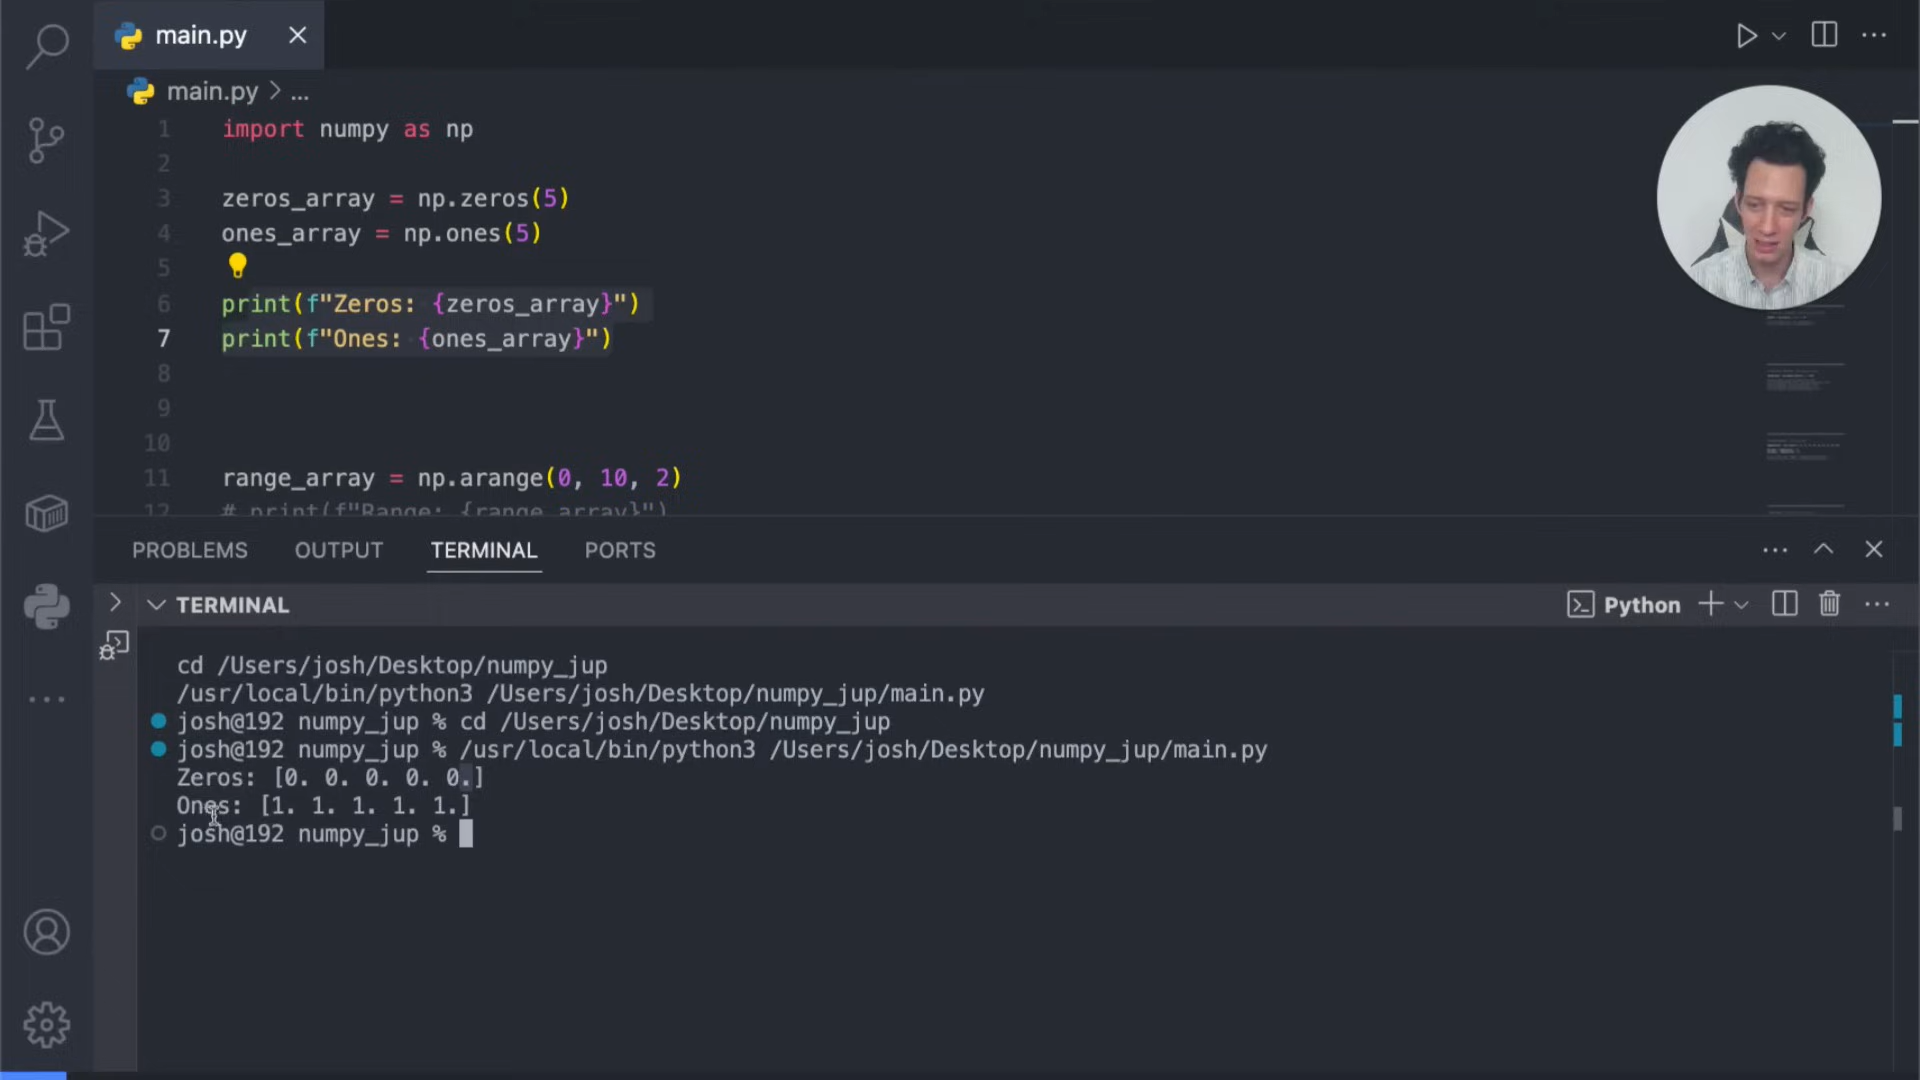 main.py
main.py > ...
1 import numpy as np
2
3 zeros_array = np.zeros(5)
4 ones_array = np.ones(5)
5
6 print(f"Zeros: {zeros_array}")
7 print(f"Ones: {ones_array}")
8
9
10
11 range_array = np.arange(0, 10, 2)
12 # print(f"Range: {range_array}")
PROBLEMS OUTPUT TERMINAL PORTS
TERMINAL
Python
cd /Users/josh/Desktop/numpy_jup
/usr/local/bin/python3 /Users/josh/Desktop/numpy_jup/main.py
josh@192 numpy_jup % cd /Users/josh/Desktop/numpy_jup
josh@192 numpy_jup % /usr/local/bin/python3 /Users/josh/Desktop/numpy_jup/main.py
Zeros: [0. 0. 0. 0. 0.]
Ones: [1. 1. 1. 1. 1.]
josh@192 numpy_jup %